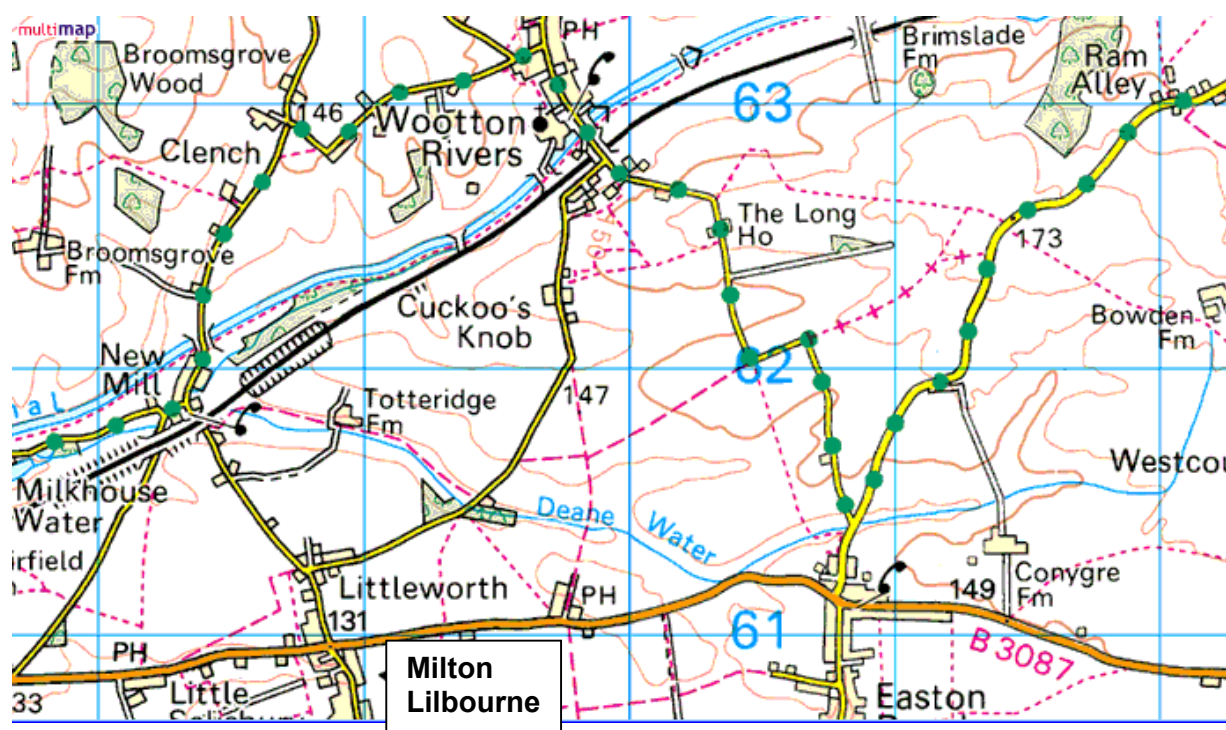 multimap
PH
Broomsgrove
Wood
Brimslade
Fm
Ram
Alley
63
146
Wootton
Rivers
Clench
The Long
Ho
173
150
Broomsgrove
Fm
Cuckoo's
Knob
Bowden
Fm
New
Mill
62
147
Totteridge
Fm
Westcou
Milkhouse
Water
Deane
Water
irfield
Littleworth
PH
149
Conygre
Fm
131
61
PH
B 3087
Milton
Lilbourne
33
Little
Easton